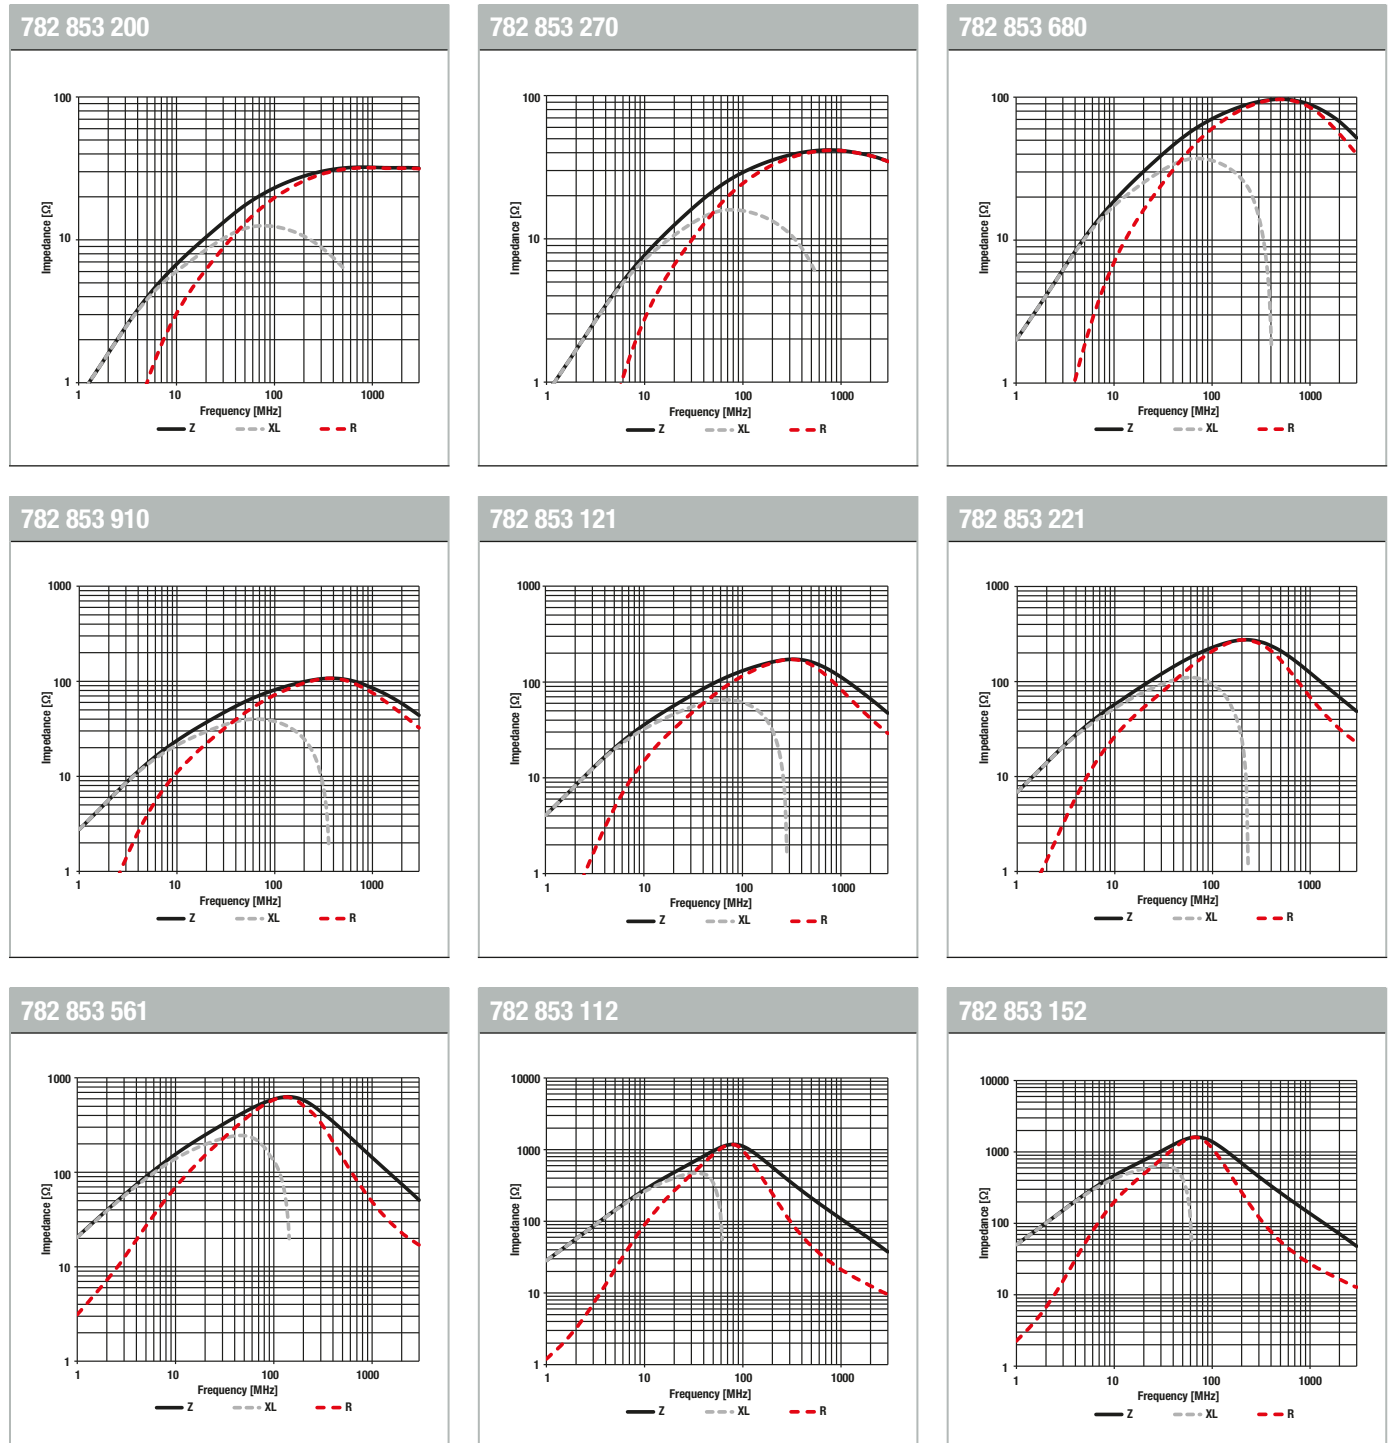 782 853 200
782 853 270
782 853 680
100
10
1
Impedance [Ω]
1
10
100
1000
Frequency [MHz]
Z
XL
R
100
10
1
Impedance [Ω]
1
10
100
1000
Frequency [MHz]
Z
XL
R
100
10
1
Impedance [Ω]
1
10
100
1000
Frequency [MHz]
Z
XL
R
782 853 910
782 853 121
782 853 221
1000
100
10
1
Impedance [Ω]
1
10
100
1000
Frequency [MHz]
Z
XL
R
1000
100
10
1
Impedance [Ω]
1
10
100
1000
Frequency [MHz]
Z
XL
R
1000
100
10
1
Impedance [Ω]
1
10
100
1000
Frequency [MHz]
Z
XL
R
782 853 561
782 853 112
782 853 152
1000
100
10
1
Impedance [Ω]
1
10
100
1000
Frequency [MHz]
Z
XL
R
10000
1000
100
10
1
Impedance [Ω]
1
10
100
1000
Frequency [MHz]
Z
XL
R
10000
1000
100
10
1
Impedance [Ω]
1
10
100
1000
Frequency [MHz]
Z
XL
R